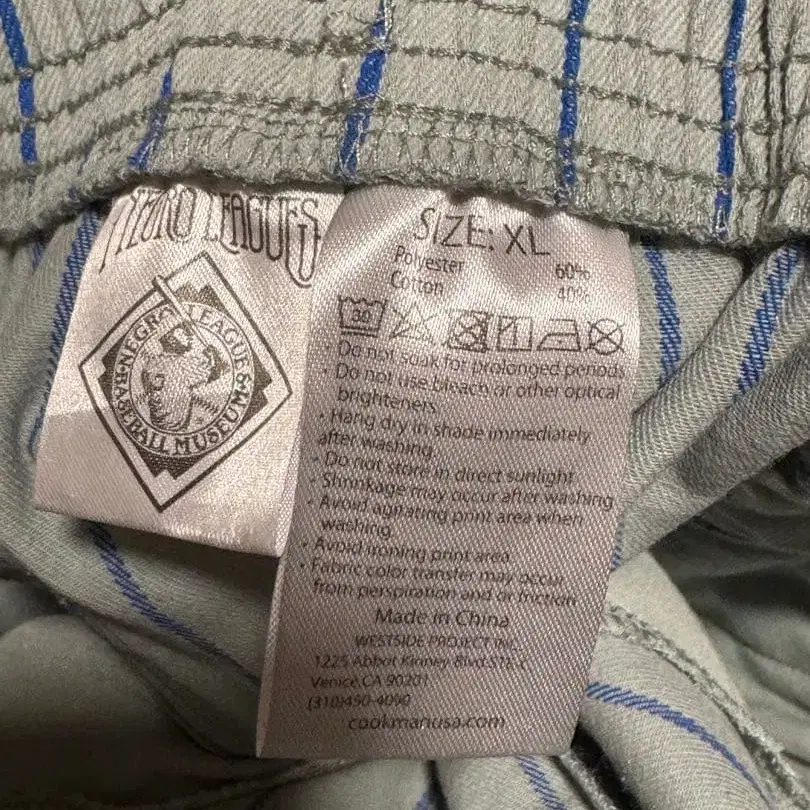 NEGRO LEAGUES
NEGRO LEAGUES
BASEBALL MUSEUM
SIZE: XL
Polyester 60%
Cotton 40%
30
· Do not soak for prolonged periods
· Do not use bleach or other optical
brighteners.
· Hang dry in shade immediately
after washing.
· Do not store in direct sunlight
· Shrinkage may occur after washing
· Avoid agitating print area when
washing.
· Avoid ironing print area.
· Fabric color transfer may occur
from perspiration and or friction
Made in China
WESTSIDE PROJECT INC.
1225 Abbot Kinney Blvd.STE-C
Venice CA 90201
(310)450-4090
cookmanusa.com